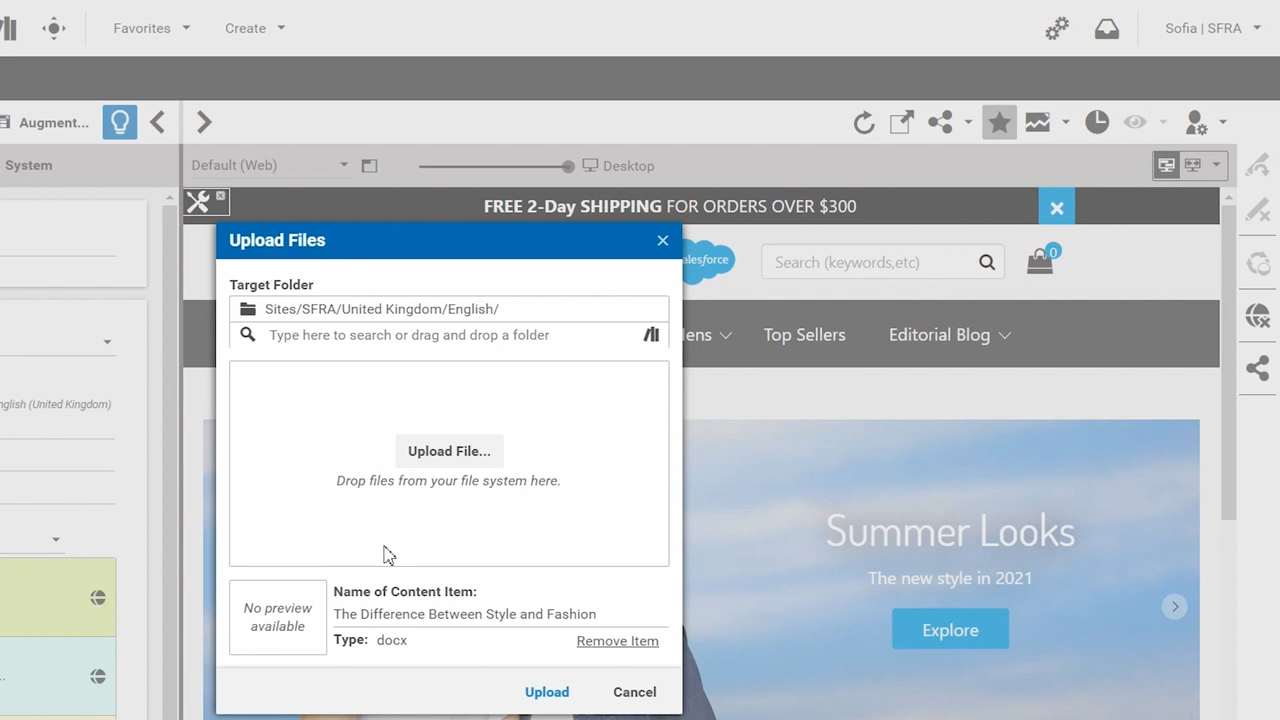 Favorites
Create
Sofia | SFRA
Augment...
System
Default (Web)
Desktop
FREE 2-Day SHIPPING FOR ORDERS OVER $300
Upload Files
alesforce
Search (keywords,etc)
0
Target Folder
Sites/SFRA/United Kingdom/English/
Type here to search or drag and drop a folder
lens
Top Sellers
Editorial Blog
nglish (United Kingdom)
Upload File...
Drop files from your file system here.
Summer Looks
The new style in 2021
Explore
No preview
available
Name of Content Item:
The Difference Between Style and Fashion
Type: docx
Remove Item
..
Upload
Cancel